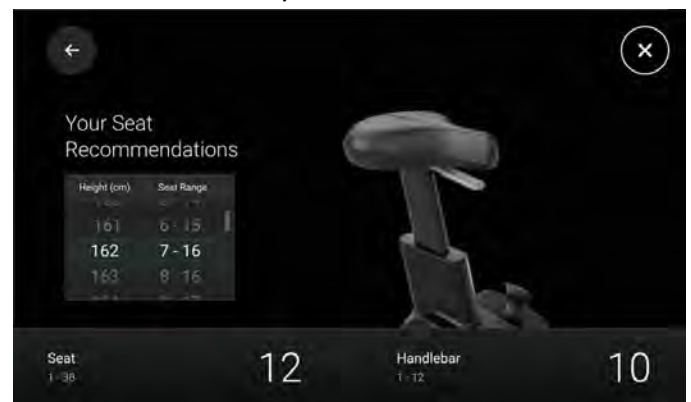 Your Seat
Recommendations
Height (cm) Seat Range
161 6 - 15
162 7 - 16
163 8 - 16
Seat 12 Handlebar 10
1 - 38 1 - 12